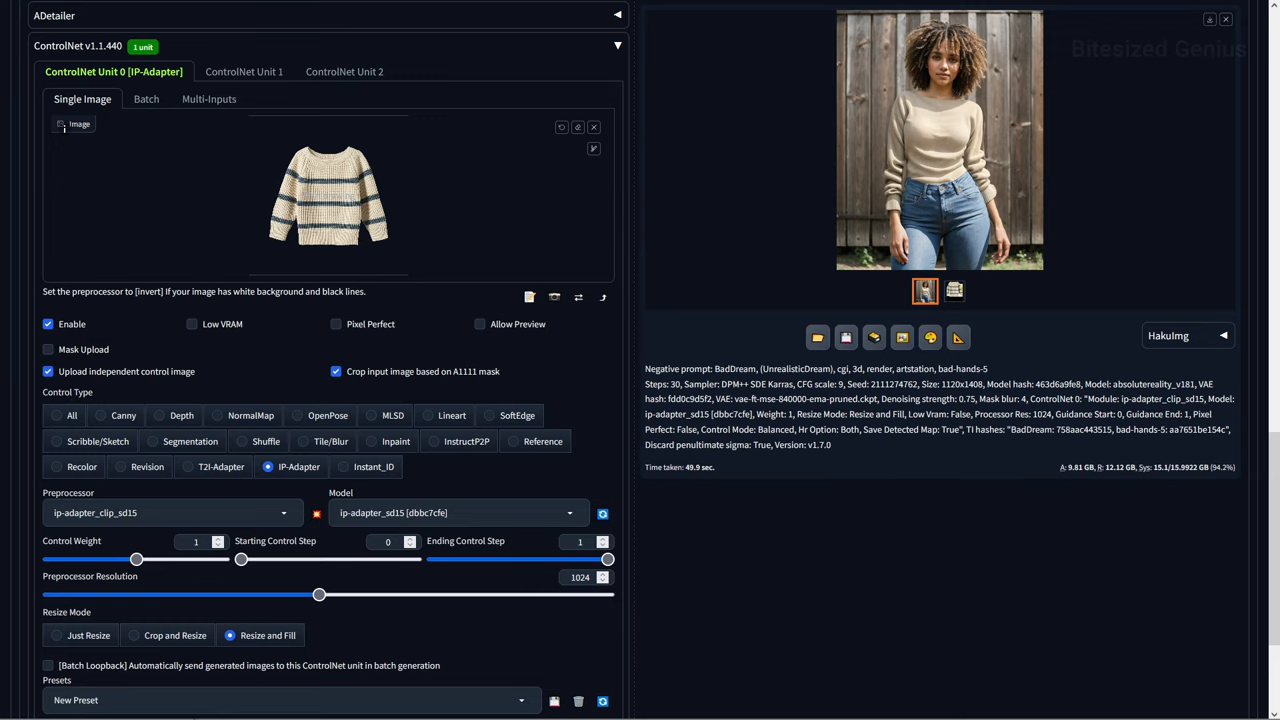 ADetailer
Bitesized Genius
ControlNet v1.1.440 1 unit
ControlNet Unit 0 [IP-Adapter] ControlNet Unit 1 ControlNet Unit 2
Single Image Batch Multi-Inputs
Image
Set the preprocessor to [invert] If your image has white background and black lines.
Enable Low VRAM Pixel Perfect Allow Preview
Mask Upload
Upload independent control image Crop input image based on A1111 mask
Control Type
All Canny Depth NormalMap OpenPose MLSD Lineart SoftEdge
Scribble/Sketch Segmentation Shuffle Tile/Blur Inpaint InstructP2P Reference
Recolor Revision T2I-Adapter IP-Adapter Instant_ID
Preprocessor Model
ip-adapter_clip_sd15 ip-adapter_sd15 [dbbc7cfe]
Control Weight 1 Starting Control Step 0 Ending Control Step 1
Preprocessor Resolution 1024
Resize Mode
Just Resize Crop and Resize Resize and Fill
[Batch Loopback] Automatically send generated images to this ControlNet unit in batch generation
Presets
New Preset
HakuImg
Negative prompt: BadDream, (UnrealisticDream), cgi, 3d, render, artstation, bad-hands-5
Steps: 30, Sampler: DPM++ SDE Karras, CFG scale: 9, Seed: 2111274762, Size: 1120x1408, Model hash: 463d6a9fe8, Model: absolutereality_v181, VAE
hash: fdd0c9d5f2, VAE: vae-ft-mse-840000-ema-pruned.ckpt, Denoising strength: 0.75, Mask blur: 4, ControlNet 0: "Module: ip-adapter_clip_sd15, Model:
ip-adapter_sd15 [dbbc7cfe], Weight: 1, Resize Mode: Resize and Fill, Low Vram: False, Processor Res: 1024, Guidance Start: 0, Guidance End: 1, Pixel
Perfect: False, Control Mode: Balanced, Hr Option: Both, Save Detected Map: True", TI hashes: "BadDream: 758aac443515, bad-hands-5: aa7651be154c",
Discard penultimate sigma: True, Version: v1.7.0
Time taken: 49.9 sec. A: 9.81 GB, R: 12.12 GB, Sys: 15.1/15.9922 GB (94.2%)